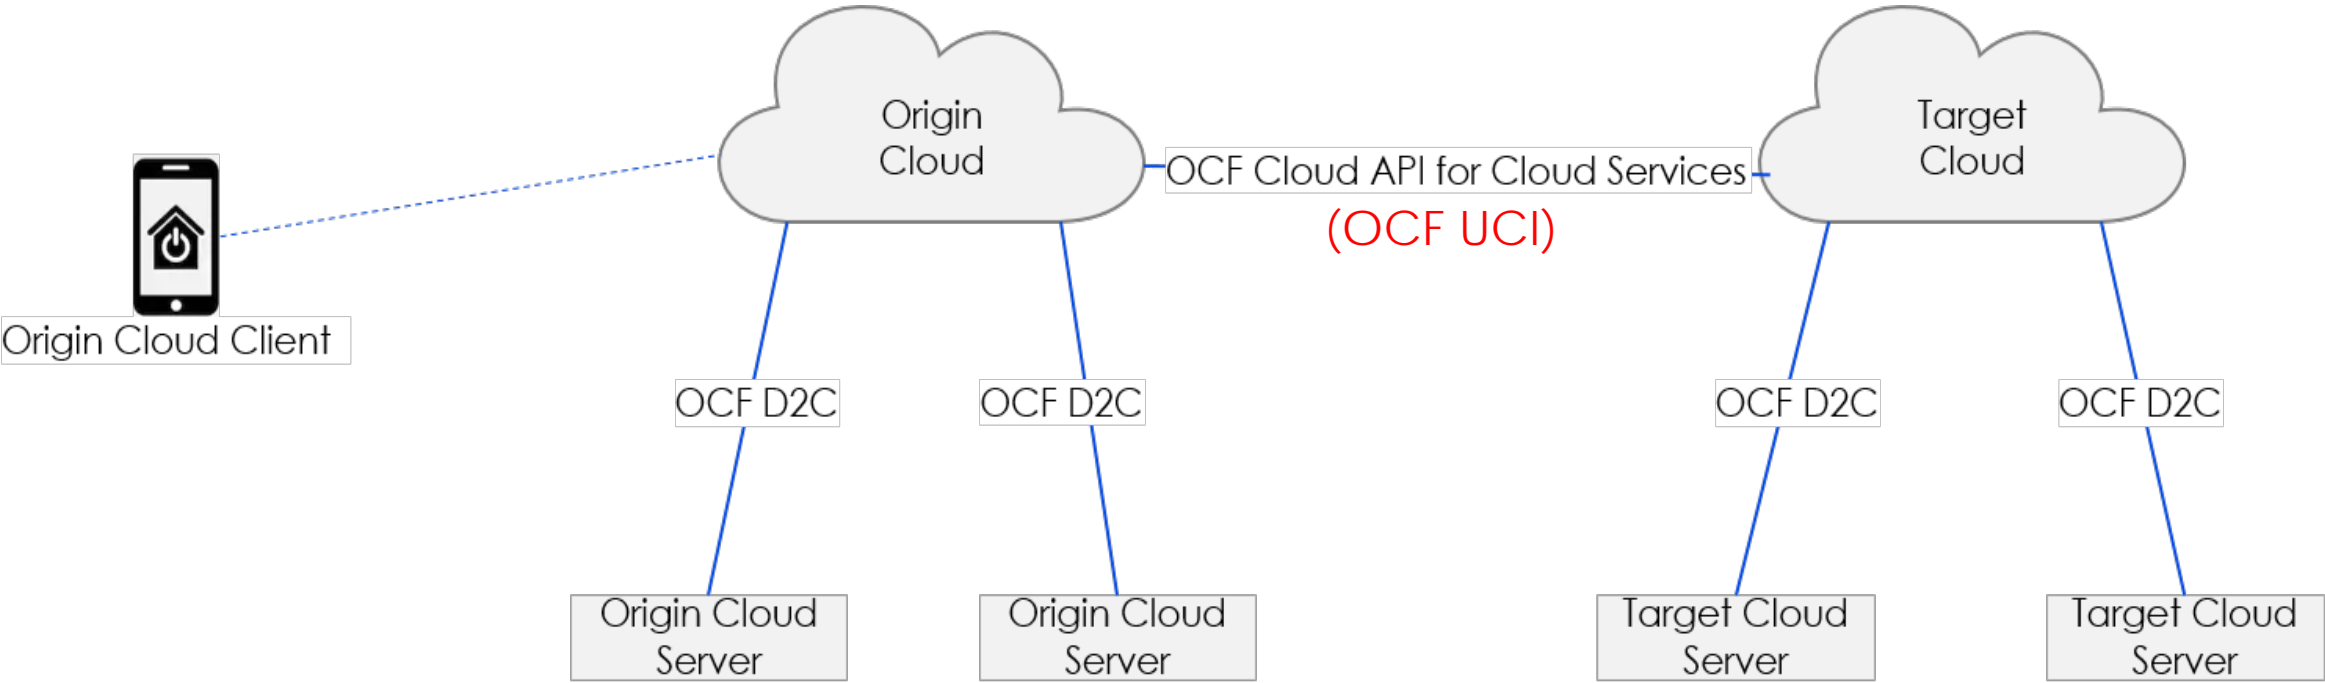 Origin
Cloud
Target
Cloud
OCF Cloud API for Cloud Services
(OCF UCI)
Origin Cloud Client
OCF D2C
OCF D2C
OCF D2C
OCF D2C
Origin Cloud
Server
Origin Cloud
Server
Target Cloud
Server
Target Cloud
Server